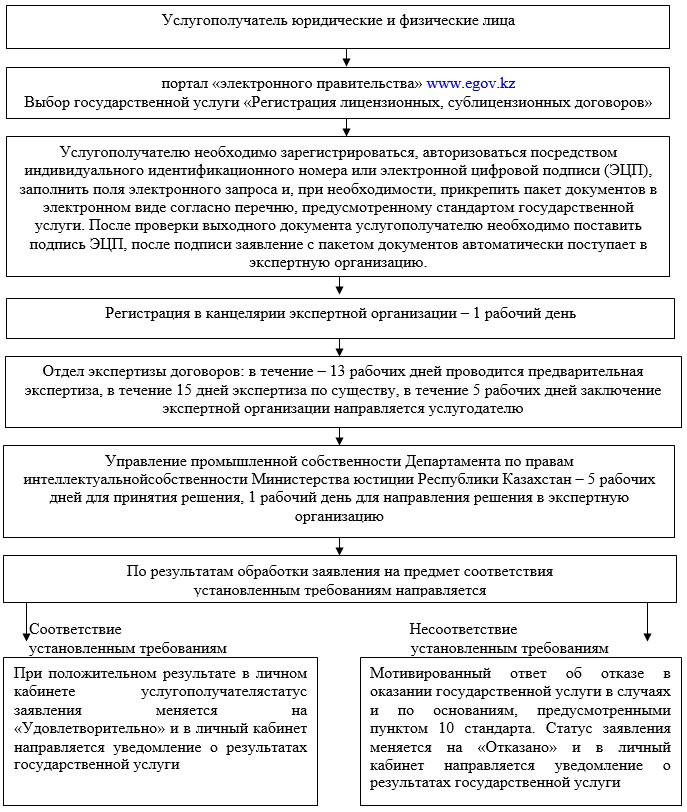 Услугополучатель юридические и физические лица
портал «электронного правительства» www.egov.kz
Выбор государственной услуги «Регистрация лицензионных, сублицензионных договоров»
Услугополучателю необходимо зарегистрироваться, авторизоваться посредством
индивидуального идентификационного номера или электронной цифровой подписи (ЭЦП),
заполнить поля электронного запроса и, при необходимости, прикрепить пакет документов в
электронном виде согласно перечню, предусмотренному стандартом государственной
услуги. После проверки выходного документа услугополучателю необходимо поставить
подпись ЭЦП, после подписи заявление с пакетом документов автоматически поступает в
экспертную организацию.
Регистрация в канцелярии экспертной организации – 1 рабочий день
Отдел экспертизы договоров: в течение – 13 рабочих дней проводится предварительная
экспертиза, в течение 15 дней экспертиза по существу, в течение 5 рабочих дней заключение
экспертной организации направляется услугодателю
Управление промышленной собственности Департамента по правам
интеллектуальнойсобственности Министерства юстиции Республики Казахстан – 5 рабочих
дней для принятия решения, 1 рабочий день для направления решения в экспертную
организацию
По результатам обработки заявления на предмет соответствия
установленным требованиям направляется
Соответствие
установленным требованиям
При положительном результате в личном
кабинете услугополучателястатус
заявления меняется на
«Удовлетворительно» и в личный кабинет
направляется уведомление о результатах
государственной услуги
Несоответствие
установленным требованиям
Мотивированный ответ об отказе в
оказании государственной услуги в случаях
и по основаниям, предусмотренными
пунктом 10 стандарта. Статус заявления
меняется на «Отказано» и в личный
кабинет направляется уведомление о
результатах государственной услуги